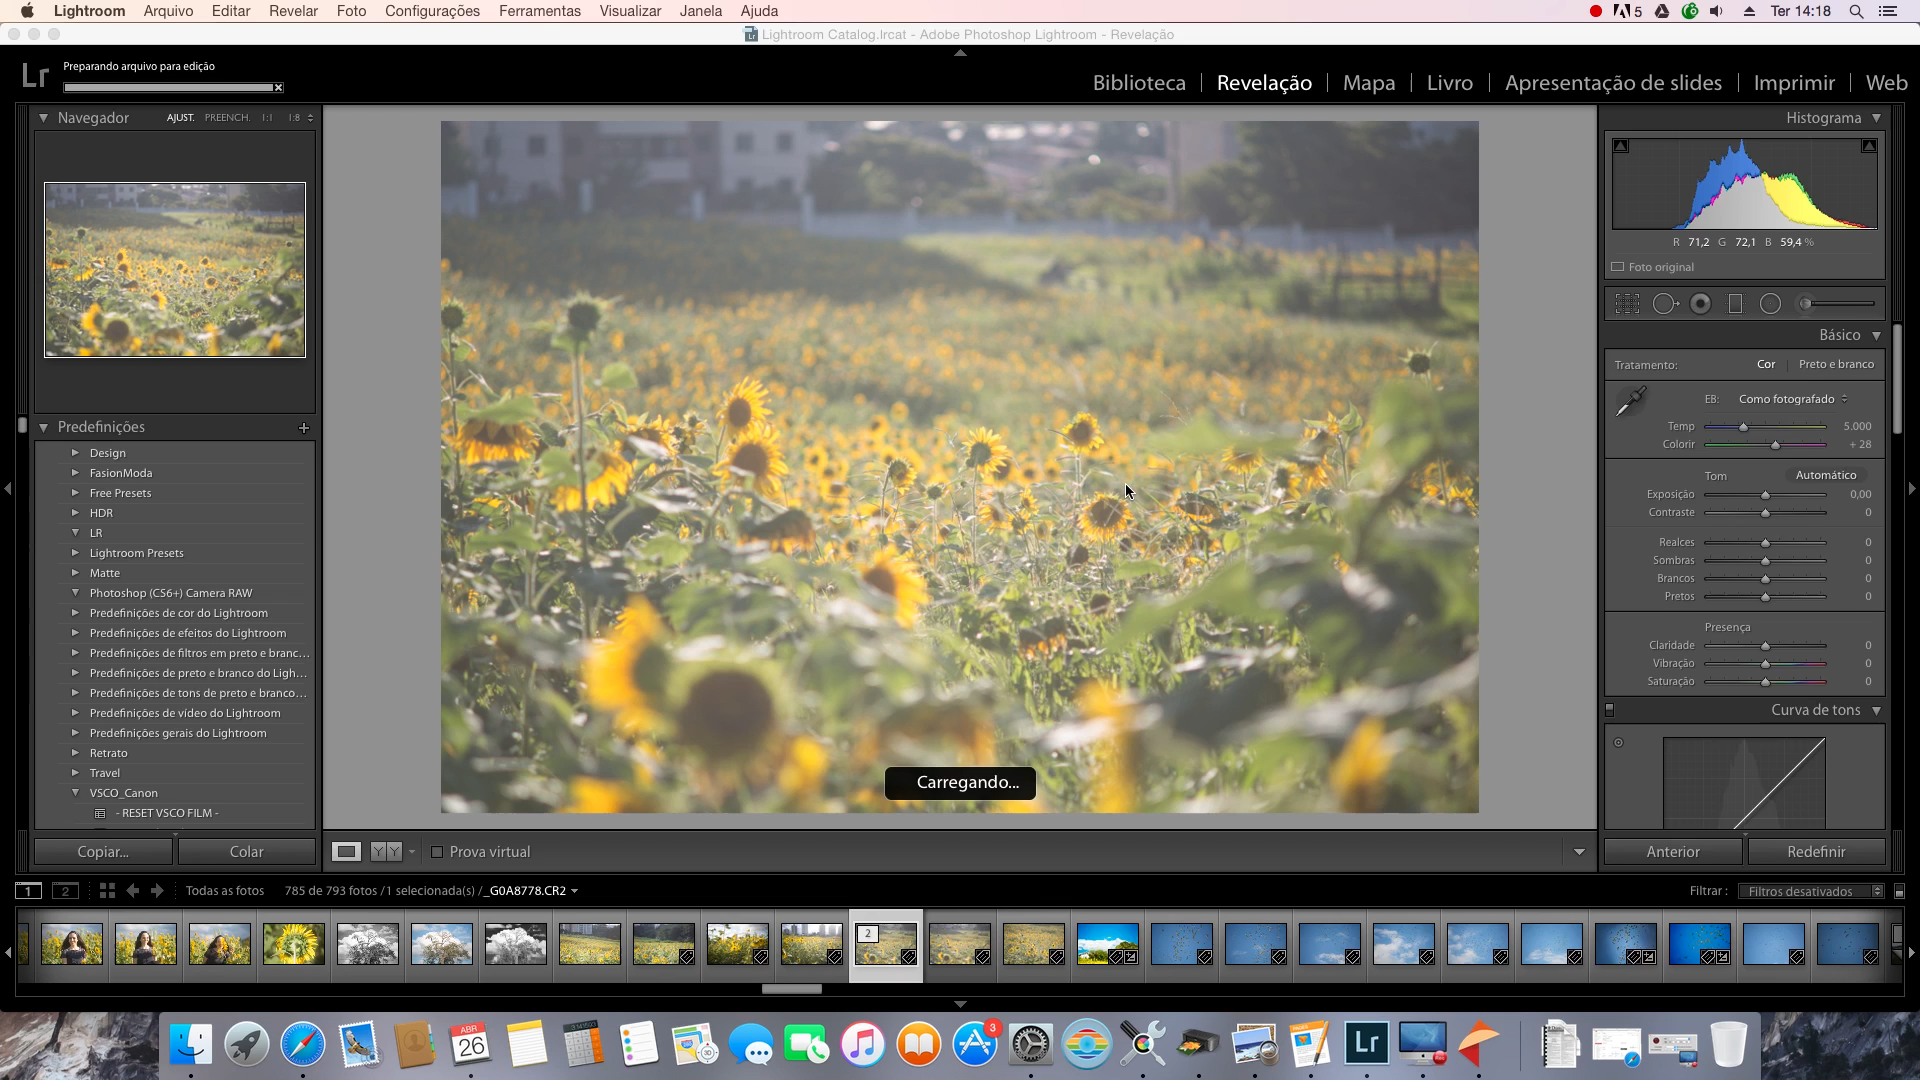 Lightroom Arquivo Editar Revelar Foto Configurações Ferramentas Visualizar Janela Ajuda 5 Ter 14:18
Lightroom Catalog.lrcat - Adobe Photoshop Lightroom - Revelação
Lr Preparando arquivo para edição
Biblioteca | Revelação | Mapa | Livro | Apresentação de slides | Imprimir | Web
Navegador AJUST. PREENCH. 1:1 1:8
Predefinições +
Design
FasionModa
Free Presets
HDR
LR
Lightroom Presets
Matte
Photoshop (CS6+) Camera RAW
Predefinições de cor do Lightroom
Predefinições de efeitos do Lightroom
Predefinições de filtros em preto e branc...
Predefinições de preto e branco do Ligh...
Predefinições de tons de preto e branco...
Predefinições de vídeo do Lightroom
Predefinições gerais do Lightroom
Retrato
Travel
VSCO_Canon
- RESET VSCO FILM -
Copiar... Colar
Carregando...
Prova virtual
Histograma
R 71,2 G 72,1 B 59,4 %
Foto original
Básico
Tratamento: Cor | Preto e branco
EB: Como fotografado
Temp 5.000
Colorir + 28
Tom Automático
Exposição 0,00
Contraste 0
Realces 0
Sombras 0
Brancos 0
Pretos 0
Presença
Claridade 0
Vibração 0
Saturação 0
Curva de tons
Anterior Redefinir
1 2 Todas as fotos 785 de 793 fotos /1 selecionada(s) /_G0A8778.CR2 Filtrar : Filtros desativados
2
ABR
26
3
Lr